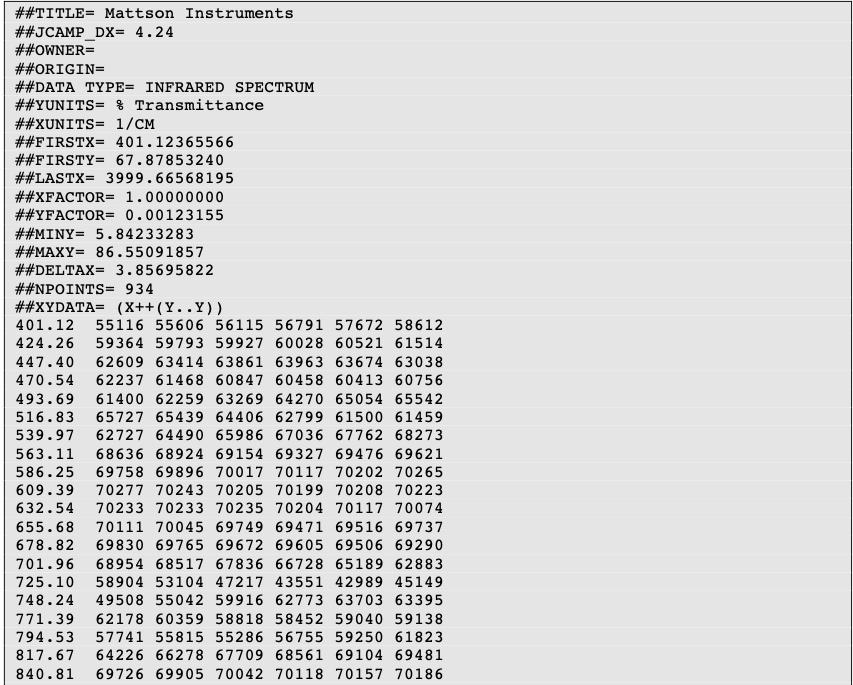 ##TITLE= Mattson Instruments
##JCAMP_DX= 4.24
##OWNER=
##ORIGIN=
##DATA TYPE= INFRARED SPECTRUM
##YUNITS= % Transmittance
##XUNITS= 1/CM
##FIRSTX= 401.12365566
##FIRSTY= 67.87853240
##LASTX= 3999.66568195
##XFACTOR= 1.00000000
##YFACTOR= 0.00123155
##MINY= 5.84233283
##MAXY= 86.55091857
##DELTAX= 3.85695822
##NPOINTS= 934
##XYDATA= (X++(Y..Y))
401.12 55116 55606 56115 56791 57672 58612
424.26 59364 59793 59927 60028 60521 61514
447.40 62609 63414 63861 63963 63674 63038
470.54 62237 61468 60847 60458 60413 60756
493.69 61400 62259 63269 64270 65054 65542
516.83 65727 65439 64406 62799 61500 61459
539.97 62727 64490 65986 67036 67762 68273
563.11 68636 68924 69154 69327 69476 69621
586.25 69758 69896 70017 70117 70202 70265
609.39 70277 70243 70205 70199 70208 70223
632.54 70233 70233 70235 70204 70117 70074
655.68 70111 70045 69749 69471 69516 69737
678.82 69830 69765 69672 69605 69506 69290
701.96 68954 68517 67836 66728 65189 62883
725.10 58904 53104 47217 43551 42989 45149
748.24 49508 55042 59916 62773 63703 63395
771.39 62178 60359 58818 58452 59040 59138
794.53 57741 55815 55286 56755 59250 61823
817.67 64226 66278 67709 68561 69104 69481
840.81 69726 69905 70042 70118 70157 70186